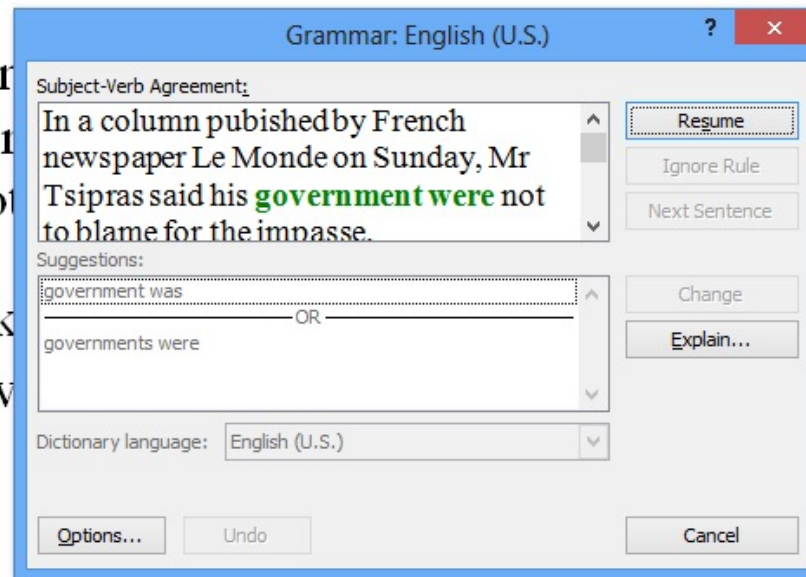 Grammar: English (U.S.)
?
Subject-Verb Agreement:
In a column pubished by French
newspaper Le Monde on Sunday, Mr
Tsipras said his government were not
to blame for the impasse.
Resume
Ignore Rule
Next Sentence
Suggestions:
government was
OR
governments were
Change
Explain...
Dictionary language: English (U.S.)
Options...
Undo
Cancel